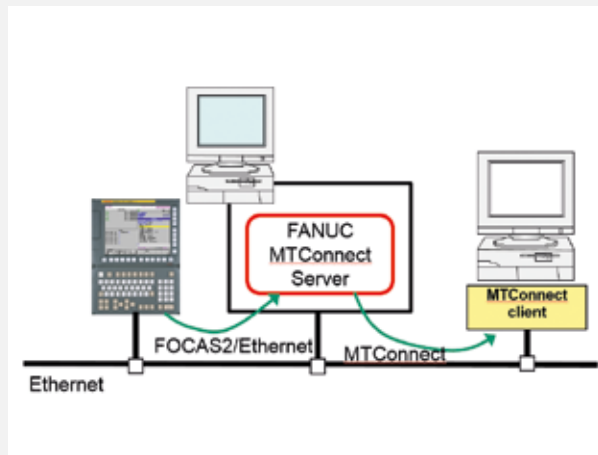 FANUC
MTConnect
Server
MTConnect
client
FOCAS2/Ethernet
MTConnect
Ethernet